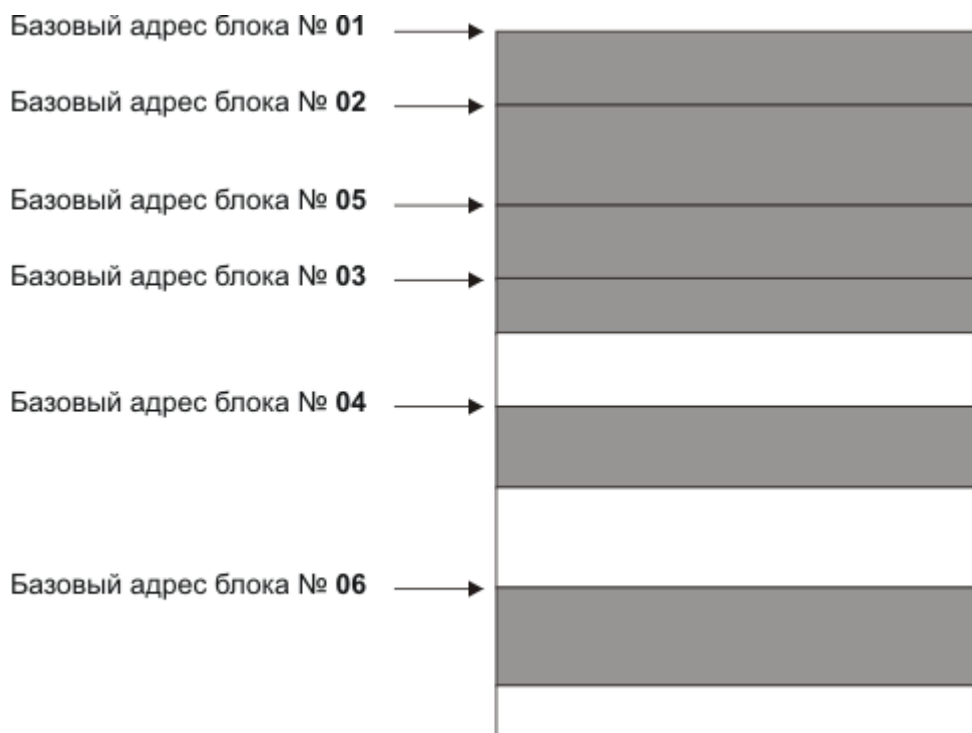 Базовый адрес блока № 01
Базовый адрес блока № 02
Базовый адрес блока № 05
Базовый адрес блока № 03
Базовый адрес блока № 04
Базовый адрес блока № 06